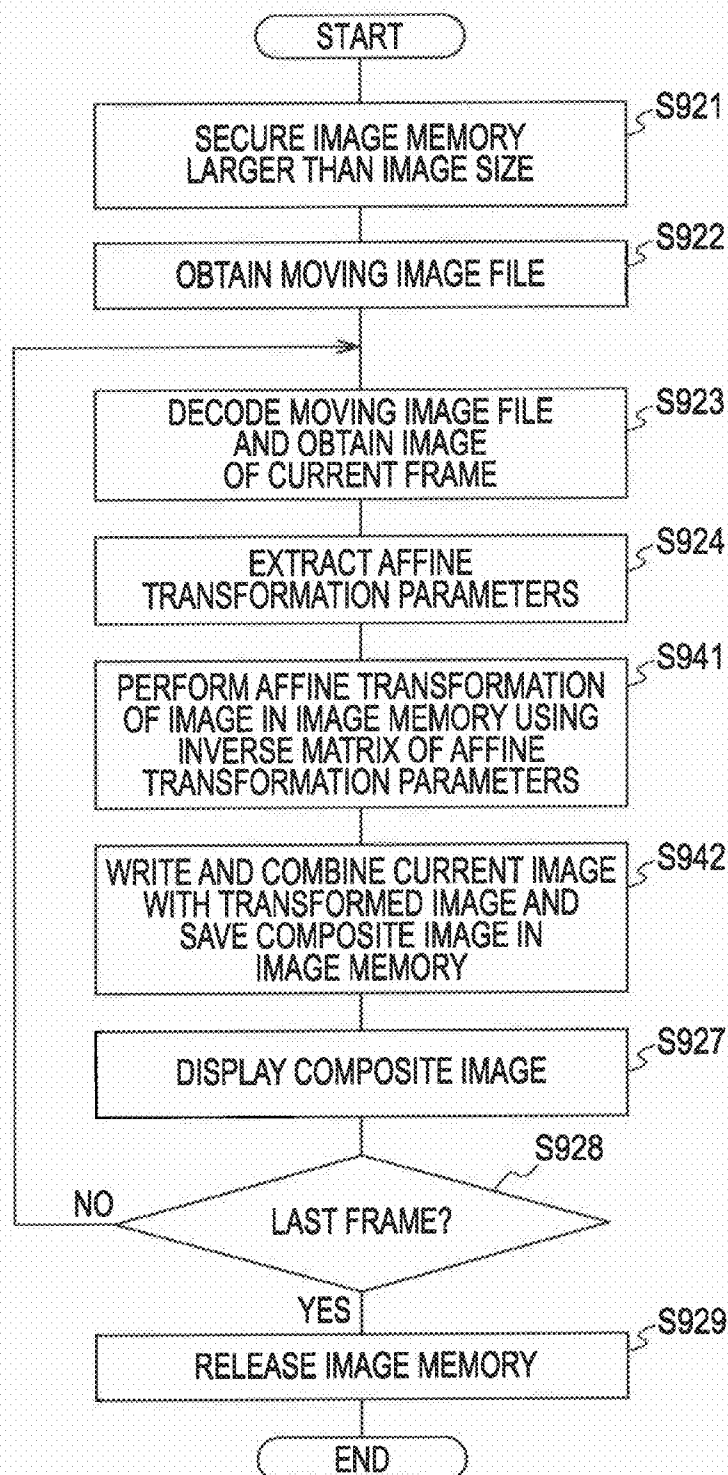 START
S921
SECURE IMAGE MEMORY
LARGER THAN IMAGE SIZE
S922
OBTAIN MOVING IMAGE FILE
S923
DECODE MOVING IMAGE FILE
AND OBTAIN IMAGE
OF CURRENT FRAME
S924
EXTRACT AFFINE
TRANSFORMATION PARAMETERS
S941
PERFORM AFFINE TRANSFORMATION
OF IMAGE IN IMAGE MEMORY USING
INVERSE MATRIX OF AFFINE
TRANSFORMATION PARAMETERS
S942
WRITE AND COMBINE CURRENT IMAGE
WITH TRANSFORMED IMAGE AND
SAVE COMPOSITE IMAGE IN
IMAGE MEMORY
S927
DISPLAY COMPOSITE IMAGE
S928
NO
LAST FRAME?
YES
S929
RELEASE IMAGE MEMORY
END